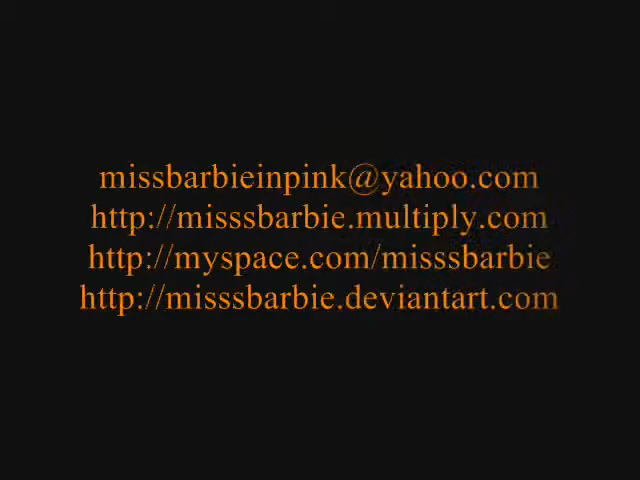 missbarbieinpink@yahoo.com
http://misssbarbie.multiply.com
http://myspace.com/misssbarbie
http://misssbarbie.deviantart.com